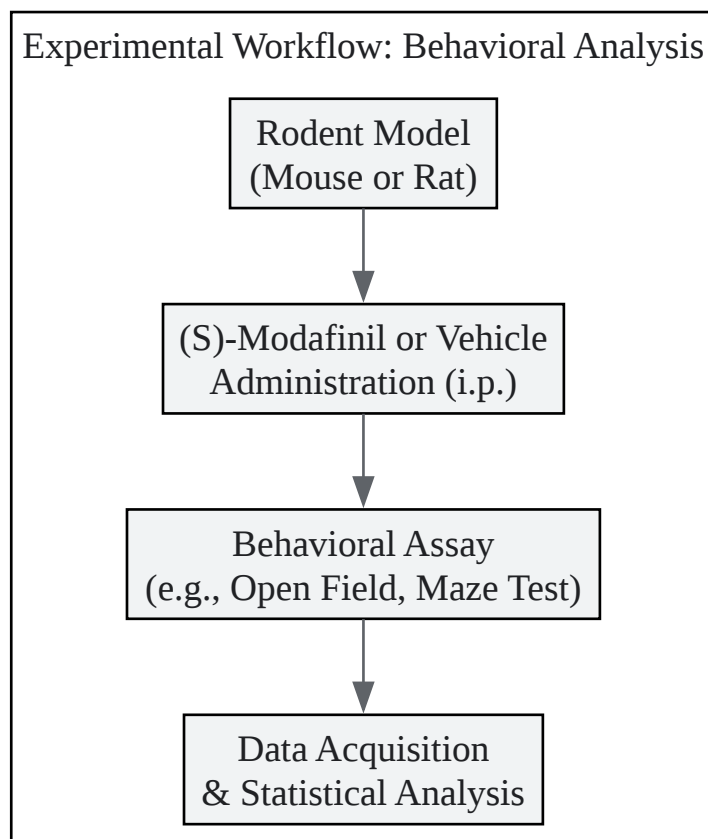 Experimental Workflow: Behavioral Analysis
Rodent Model
(Mouse or Rat)
(S)-Modafinil or Vehicle
Administration (i.p.)
Behavioral Assay
(e.g., Open Field, Maze Test)
Data Acquisition
& Statistical Analysis